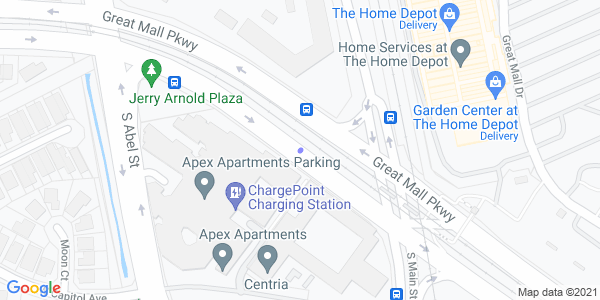 Great Mall Pkwy
The Home Depot
Delivery
Home Services at
The Home Depot
Great Mall Dr
Jerry Arnold Plaza
Garden Center at
The Home Depot
Delivery
S Abel St
Apex Apartments Parking
Great Mall Pkwy
ChargePoint
Charging Station
Apex Apartments
Moon Ct
Centria
S Main St
Google
Capitol Ave
Map data ©2021